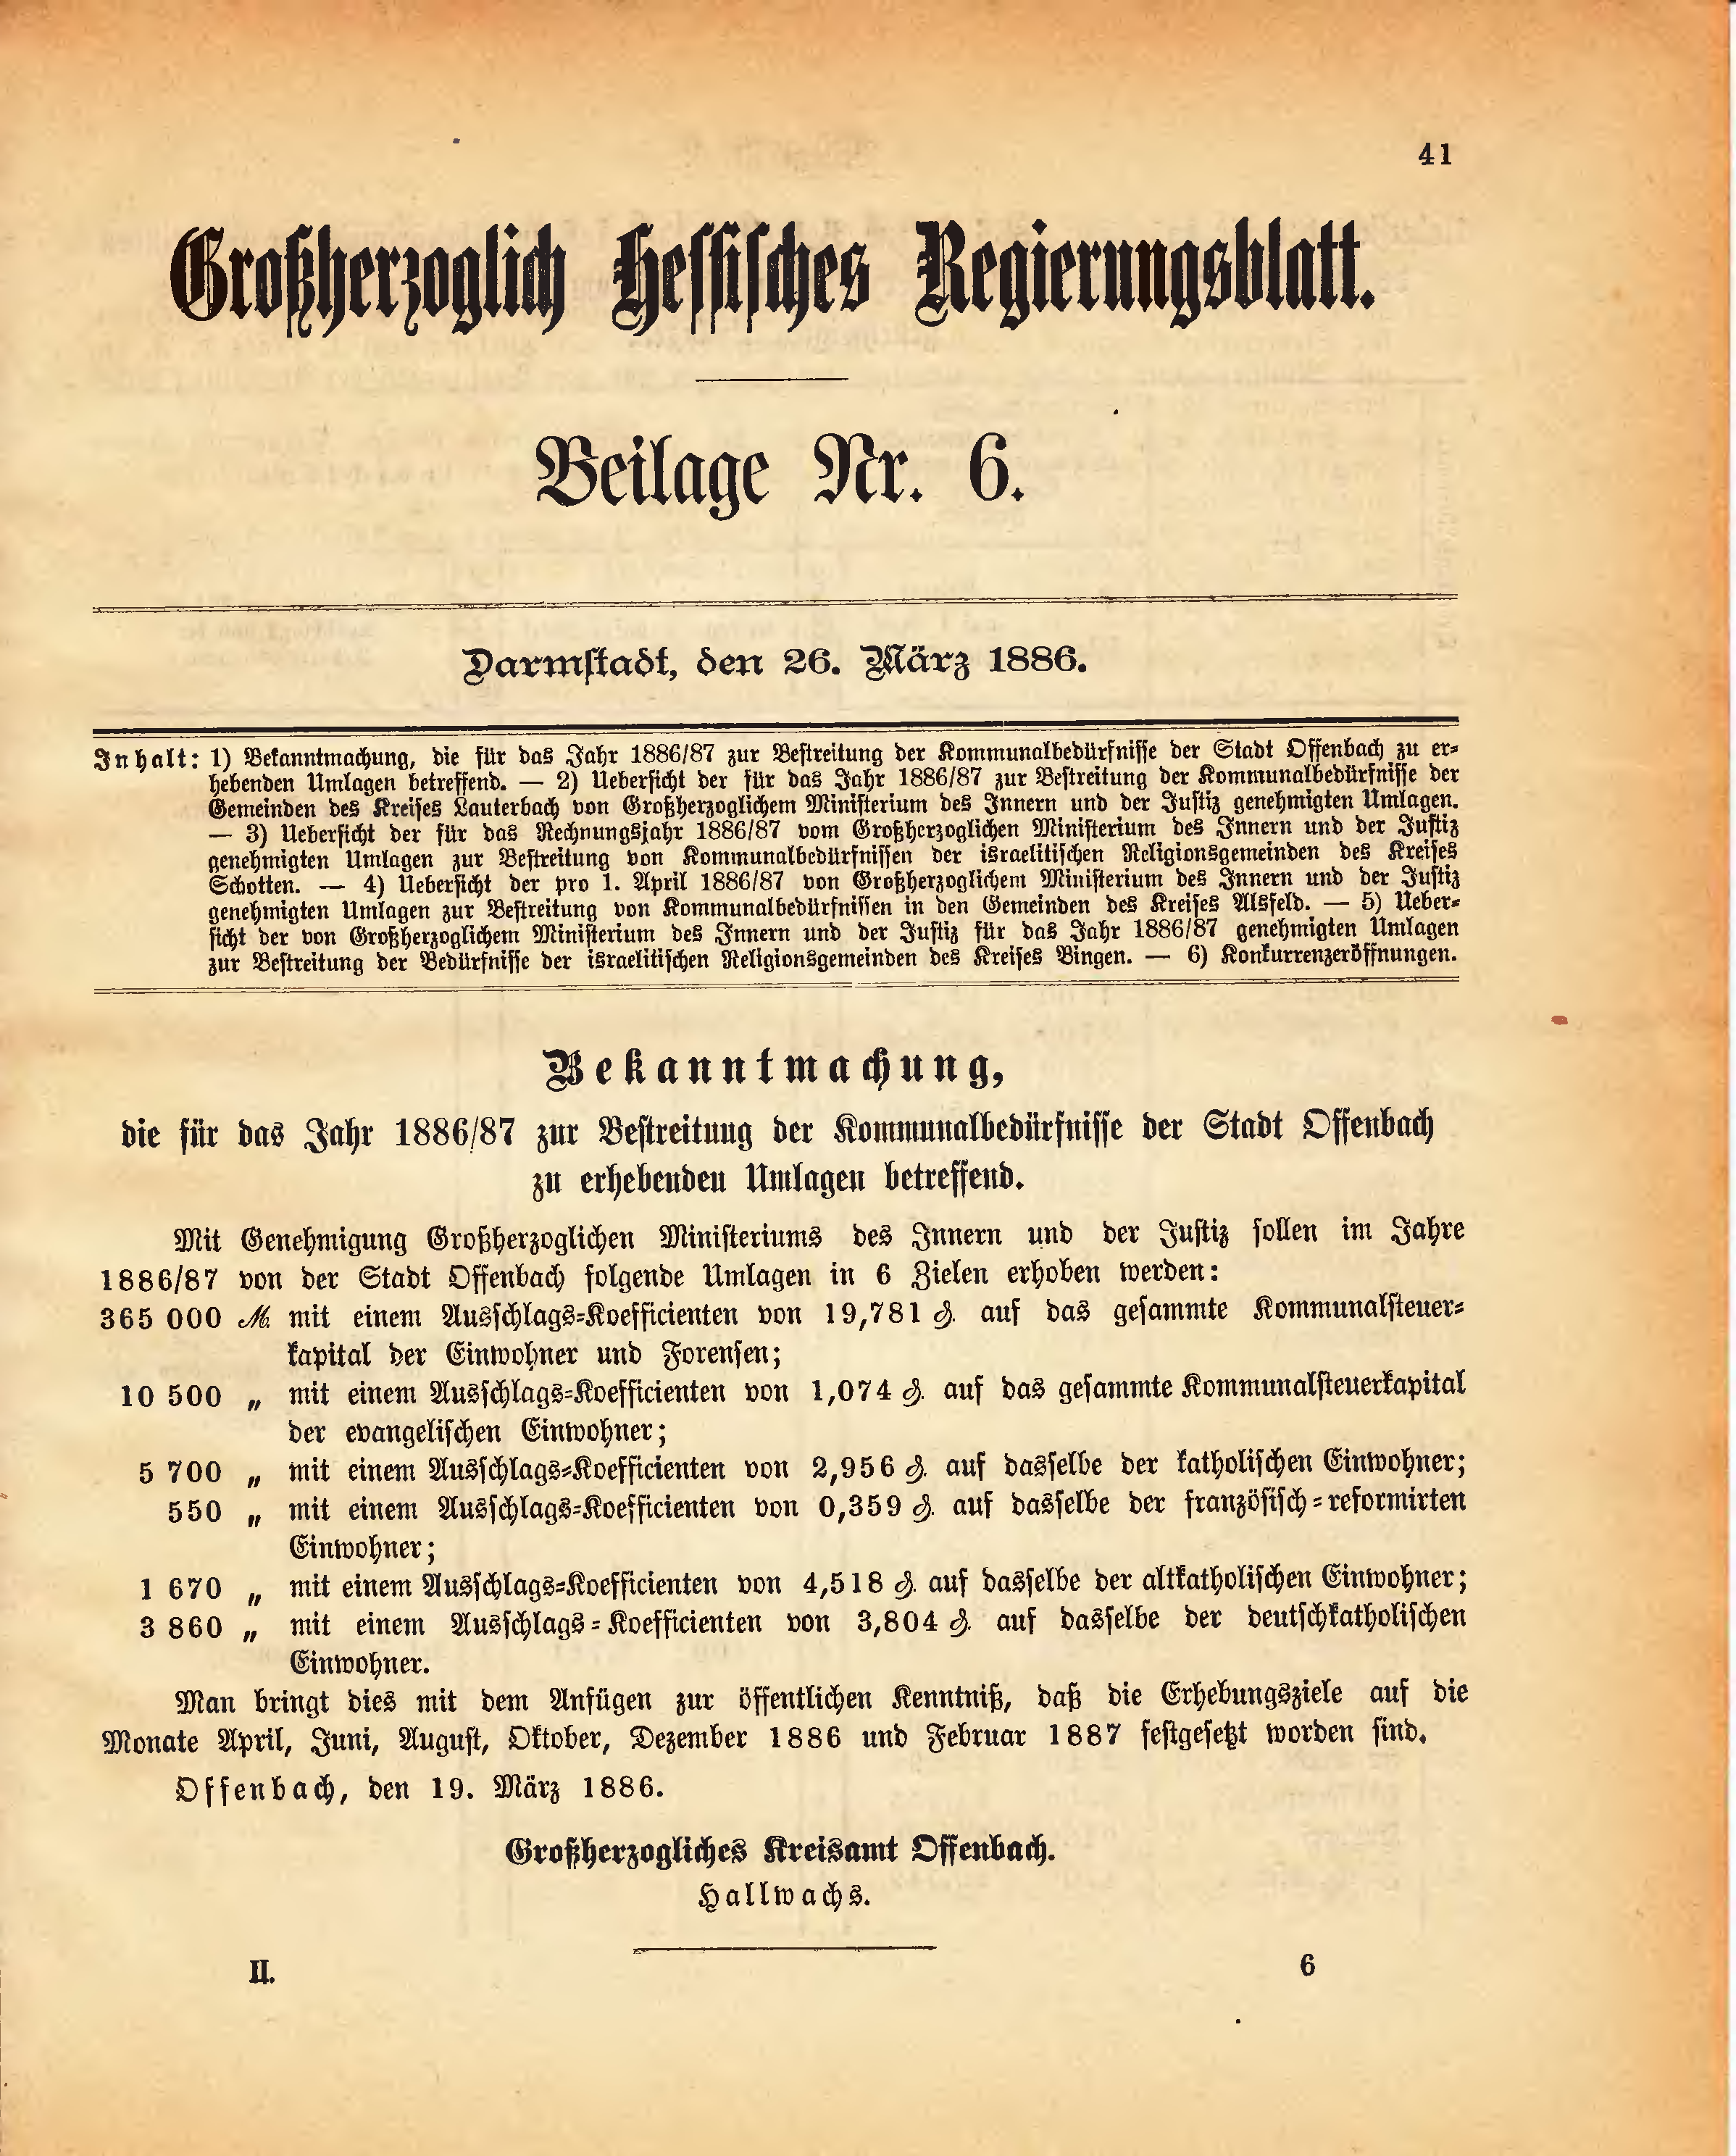 41
Großherzoglich Hessisches Regierungsblatt.
Beilage Nr. 6.
Darmstadt, den 26. März 1886.
Inhalt: 1) Bekanntmachung, die für das Jahr 1886/87 zur Bestreitung der Kommunalbedürfnisse der Stadt Offenbach zu er-
hebenden Umlagen betreffend. — 2) Uebersicht der für das Jahr 1886/87 zur Bestreitung der Kommunalbedürfnisse der
Gemeinden des Kreises Lauterbach von Großherzoglichem Ministerium des Innern und der Justiz genehmigten Umlagen.
— 3) Uebersicht der für das Rechnungsjahr 1886/87 vom Großherzoglichen Ministerium des Innern und der Justiz
genehmigten Umlagen zur Bestreitung von Kommunalbedürfnissen der israelitischen Religionsgemeinden des Kreises
Schotten. — 4) Uebersicht der pro 1. April 1886/87 von Großherzoglichem Ministerium des Innern und der Justiz
genehmigten Umlagen zur Bestreitung von Kommunalbedürfnissen in den Gemeinden des Kreises Alsfeld. — 5) Ueber-
sicht der von Großherzoglichem Ministerium des Innern und der Justiz für das Jahr 1886/87 genehmigten Umlagen
zur Bestreitung der Bedürfnisse der israelitischen Religionsgemeinden des Kreises Bingen. — 6) Konkurrenzeröffnungen.
Bekanntmachung,
die für das Jahr 1886/87 zur Bestreitung der Kommunalbedürfnisse der Stadt Offenbach
zu erhebenden Umlagen betreffend.
Mit Genehmigung Großherzoglichen Ministeriums des Innern und der Justiz sollen im Jahre
1886/87 von der Stadt Offenbach folgende Umlagen in 6 Zielen erhoben werden:
365 000 ℳ. mit einem Ausschlags-Koefficienten von 19,781 ₰. auf das gesammte Kommunalsteuer-
kapital der Einwohner und Forensen;
10 500 „ mit einem Ausschlags-Koefficienten von 1,074 ₰. auf das gesammte Kommunalsteuerkapital
der evangelischen Einwohner;
5 700 „ mit einem Ausschlags-Koefficienten von 2,956 ₰. auf dasselbe der katholischen Einwohner;
550 „ mit einem Ausschlags-Koefficienten von 0,359 ₰. auf dasselbe der französisch-reformirten
Einwohner;
1 670 „ mit einem Ausschlags-Koefficienten von 4,518 ₰. auf dasselbe der altkatholischen Einwohner;
3 860 „ mit einem Ausschlags-Koefficienten von 3,804 ₰. auf dasselbe der deutschkatholischen
Einwohner.
Man bringt dies mit dem Anfügen zur öffentlichen Kenntniß, daß die Erhebungsziele auf die
Monate April, Juni, August, Oktober, Dezember 1886 und Februar 1887 festgesetzt worden sind.
Offenbach, den 19. März 1886.
Großherzogliches Kreisamt Offenbach.
Hallwachs.
II. 6